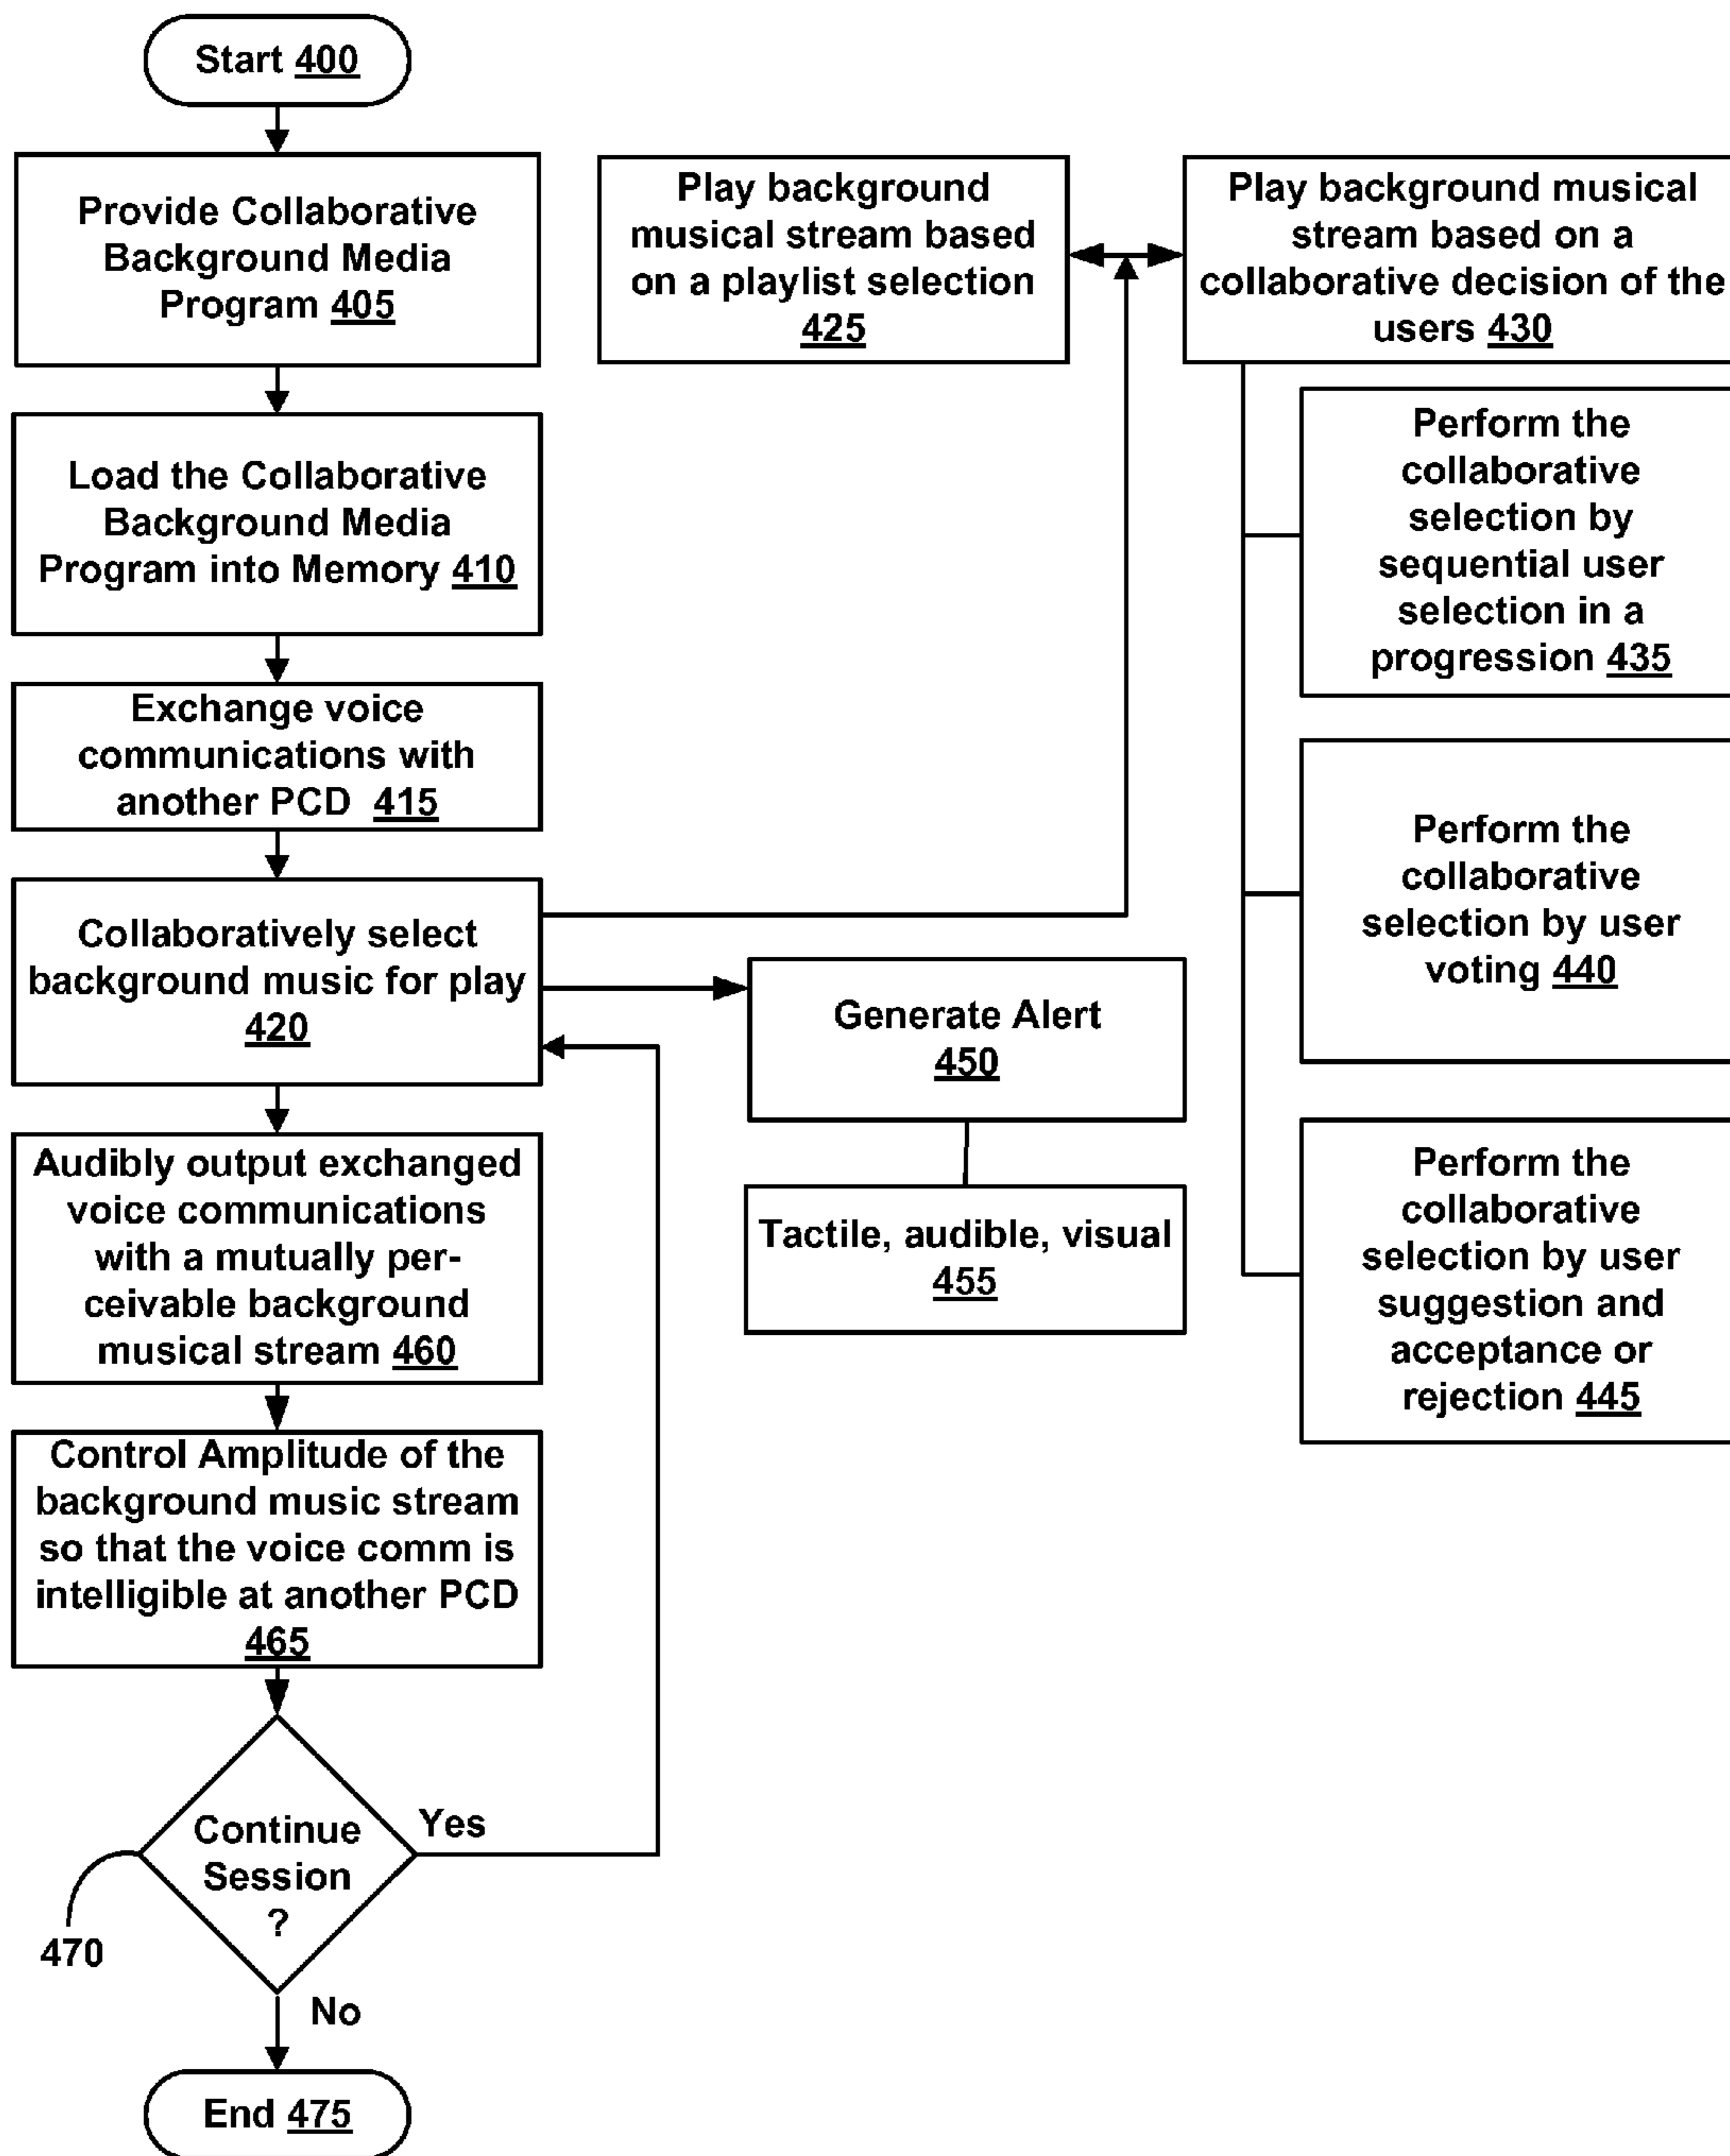 Start 400
Provide Collaborative
Background Media
Program 405
Load the Collaborative
Background Media
Program into Memory 410
Exchange voice
communications with
another PCD 415
Collaboratively select
background music for play
420
Audibly output exchanged
voice communications
with a mutually per-
ceivable background
musical stream 460
Control Amplitude of the
background music stream
so that the voice comm is
intelligible at another PCD
465
Continue
Session
?
Yes
470
No
End 475
Play background
musical stream based
on a playlist selection
425
Play background musical
stream based on a
collaborative decision of the
users 430
Perform the
collaborative
selection by
sequential user
selection in a
progression 435
Perform the
collaborative
selection by user
voting 440
Perform the
collaborative
selection by user
suggestion and
acceptance or
rejection 445
Generate Alert
450
Tactile, audible, visual
455